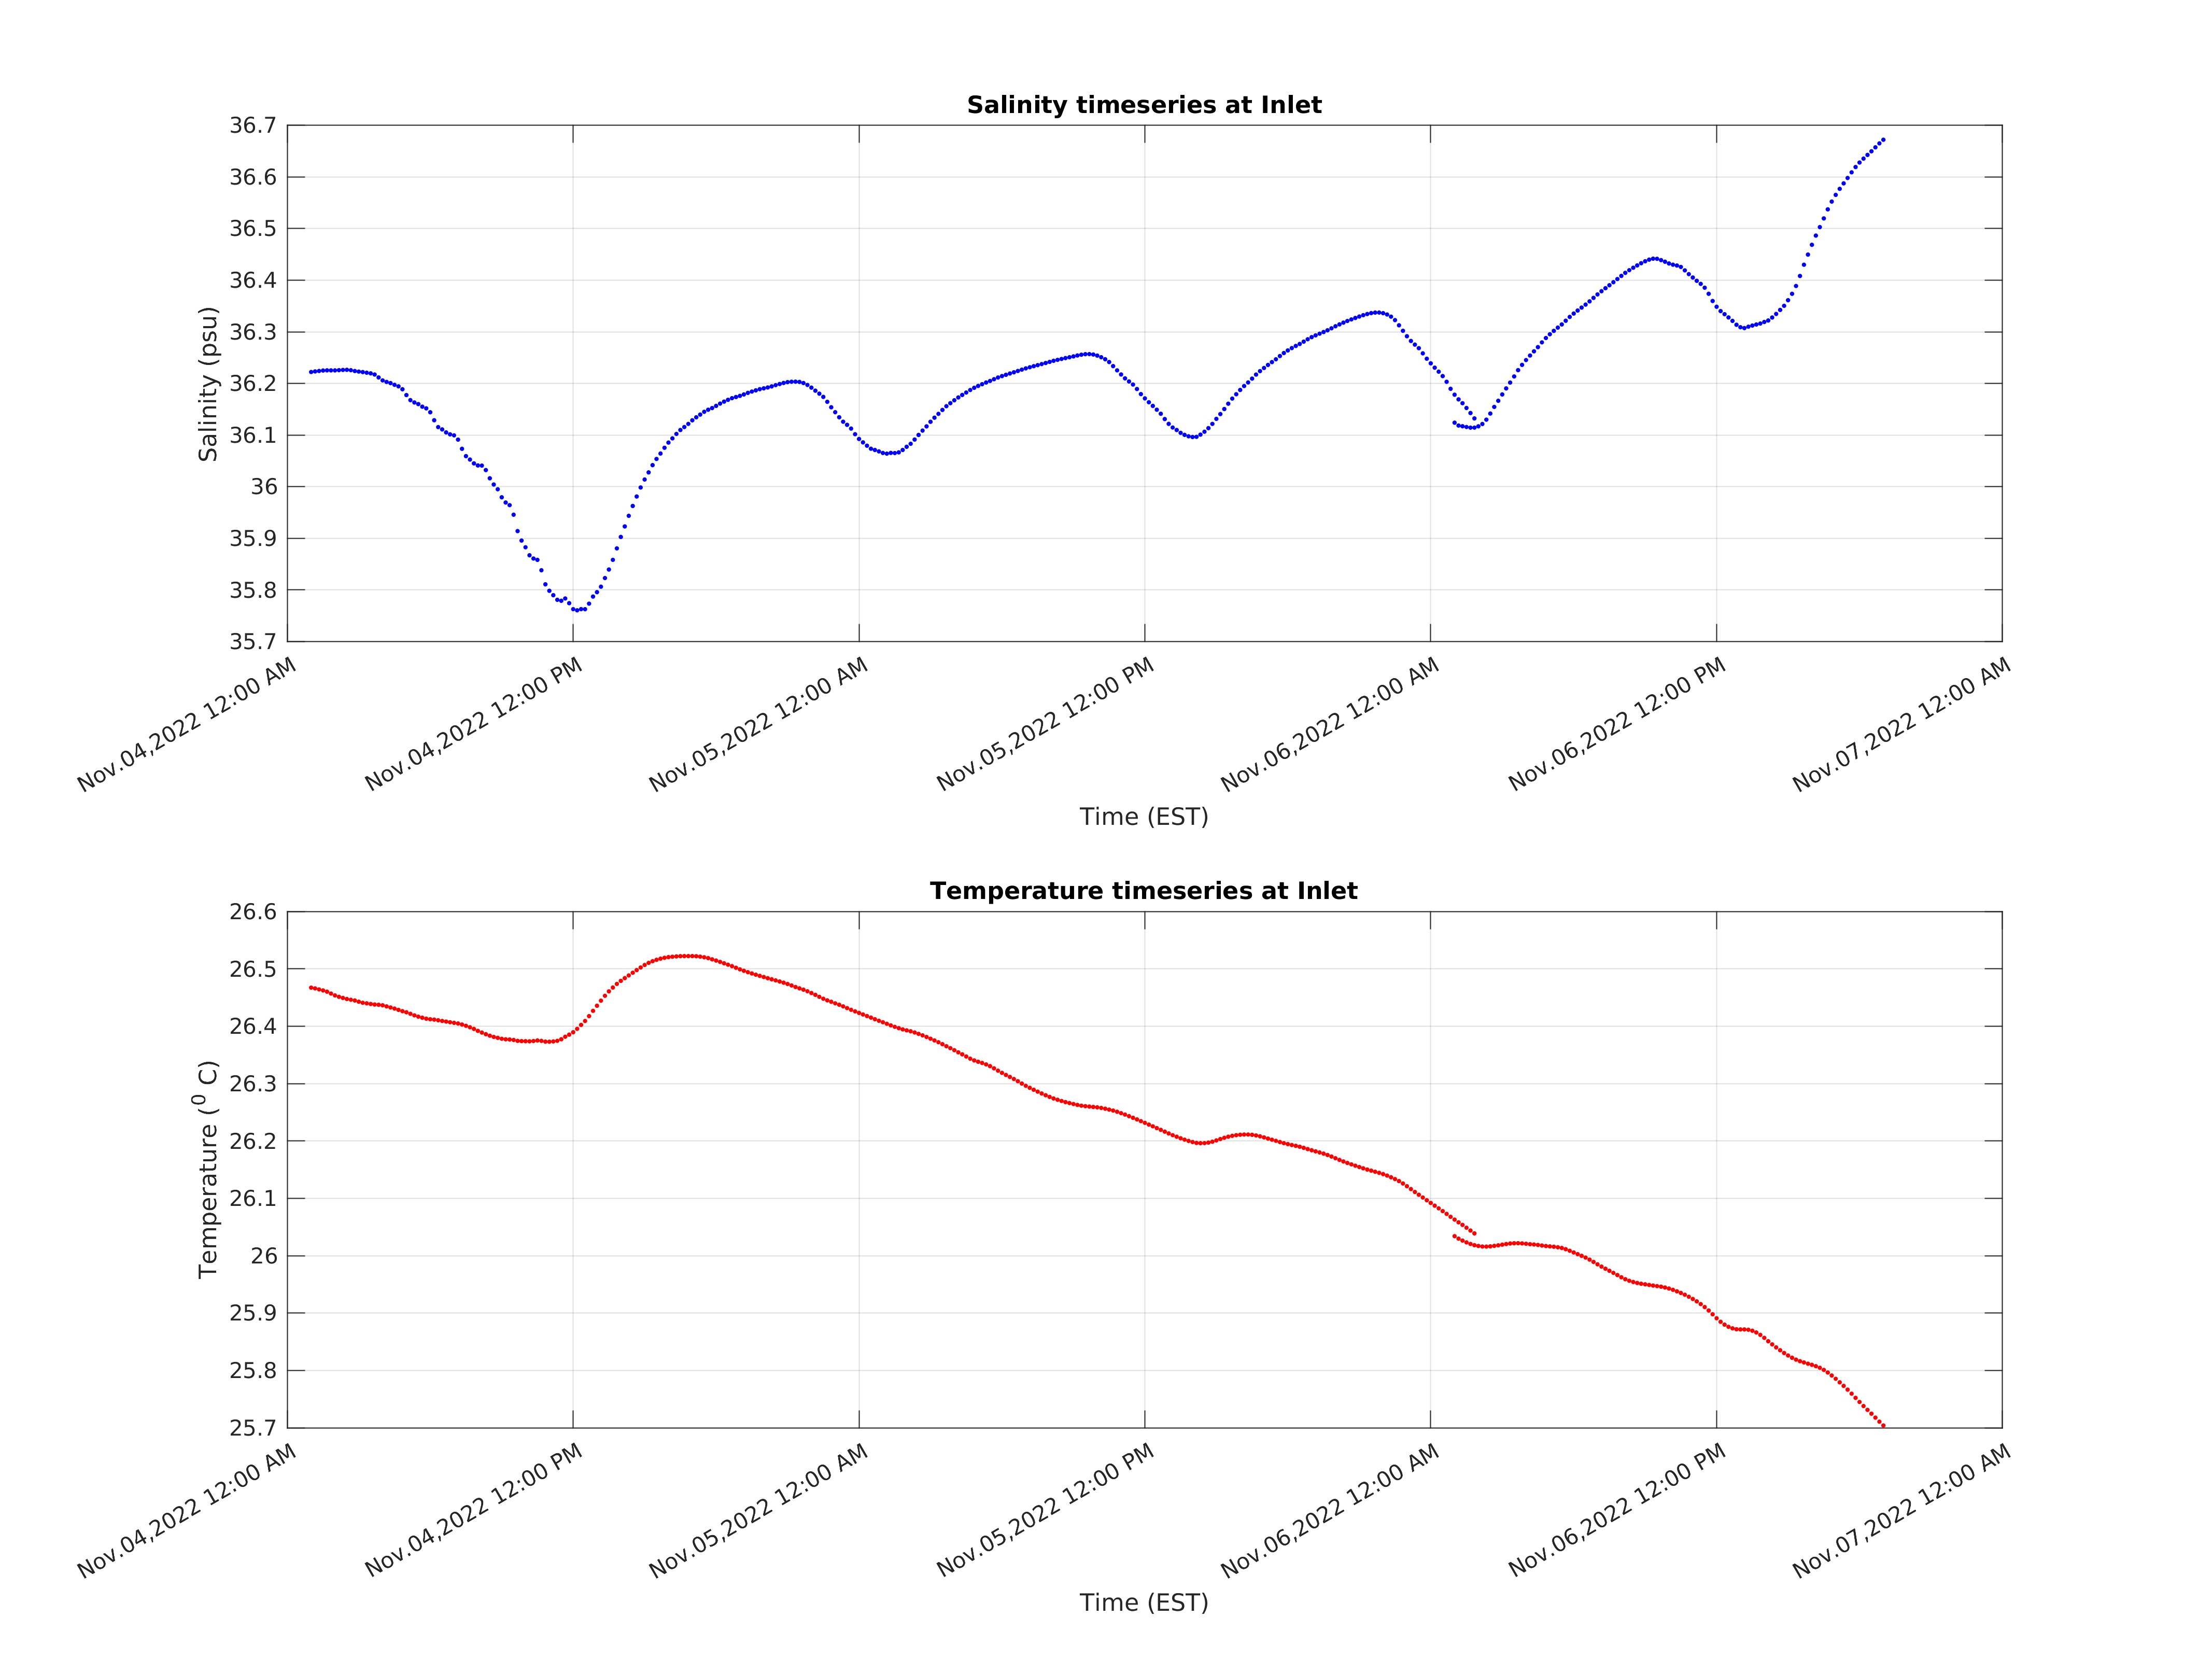 Salinity timeseries at Inlet
36.7
36.6
36.5
36.4
36.3
36.2
36.1
36
35.9
35.8
35.7
Salinity (psu)
Nov.04,2022 12:00 AM
Nov.04,2022 12:00 PM
Nov.05,2022 12:00 AM
Nov.05,2022 12:00 PM
Nov.06,2022 12:00 AM
Nov.06,2022 12:00 PM
Nov.07,2022 12:00 AM
Time (EST)
Temperature timeseries at Inlet
26.6
26.5
26.4
26.3
26.2
26.1
26
25.9
25.8
25.7
Temperature (⁰ C)
Nov.04,2022 12:00 AM
Nov.04,2022 12:00 PM
Nov.05,2022 12:00 AM
Nov.05,2022 12:00 PM
Nov.06,2022 12:00 AM
Nov.06,2022 12:00 PM
Nov.07,2022 12:00 AM
Time (EST)